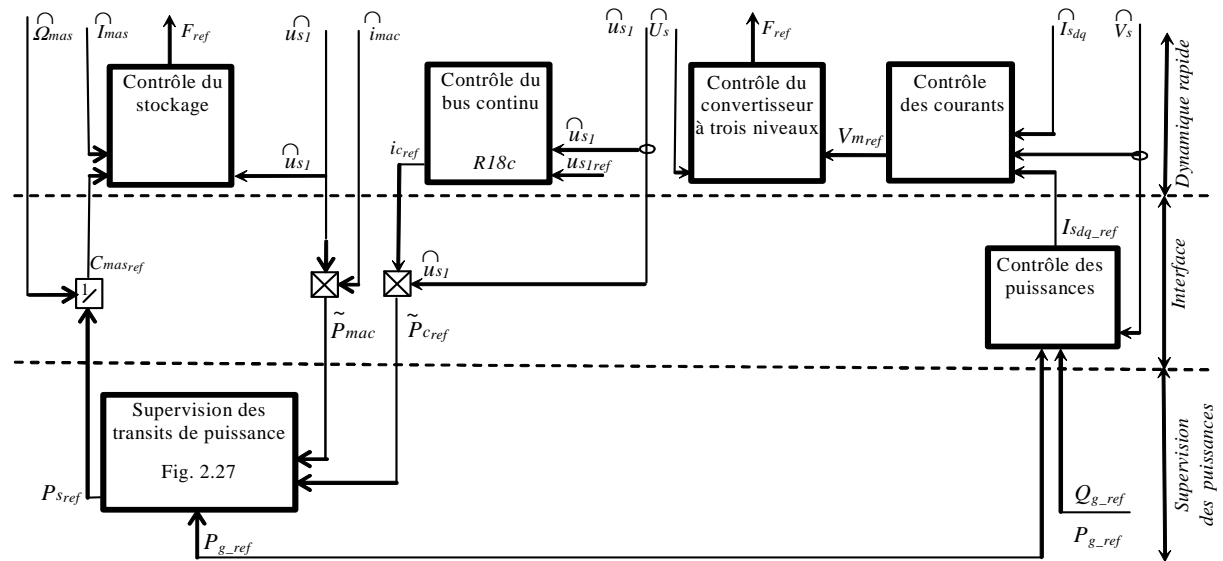 Ω̂mas
Îmas
Fref
ûs1
îmac
ûs1
Ûs
Fref
Îsdq
V̂s
Contrôle du
stockage
Contrôle du
bus continu
R18c
Contrôle du
convertisseur
à trois niveaux
Contrôle
des courants
Dynamique rapide
ûs1
icref
ûs1
us1ref
Vmref
Isdq_ref
Cmasref
1/
ûs1
Contrôle des
puissances
Interface
P̃mac
P̃cref
Supervision des
transits de puissance
Fig. 2.27
Psref
Pg_ref
Qg_ref
Pg_ref
Supervision
des puissances